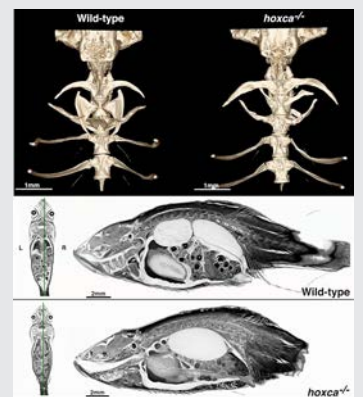 Wild-type hoxca-/-
1mm 1mm
L R
2mm
Wild-type
2mm
hoxca-/-